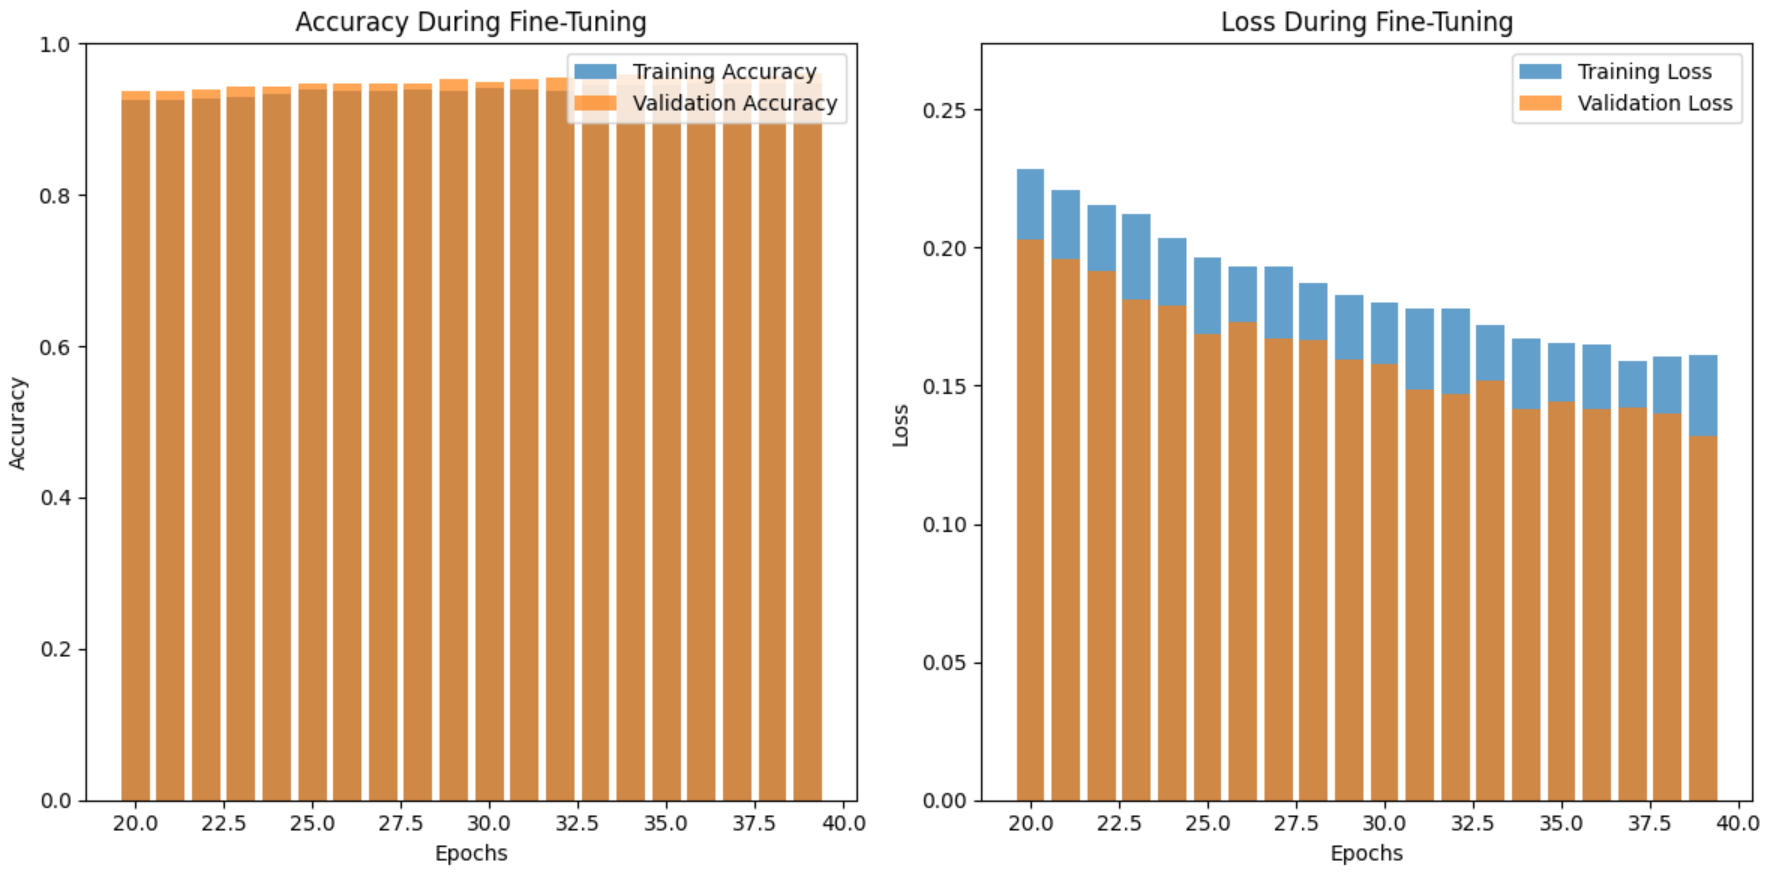 Accuracy During Fine-Tuning
Training Accuracy
Validation Accuracy
1.0
0.8
0.6
0.4
0.2
0.0
Accuracy
20.0 22.5 25.0 27.5 30.0 32.5 35.0 37.5 40.0
Epochs
Loss During Fine-Tuning
Training Loss
Validation Loss
0.25
0.20
0.15
0.10
0.05
0.00
Loss
20.0 22.5 25.0 27.5 30.0 32.5 35.0 37.5 40.0
Epochs